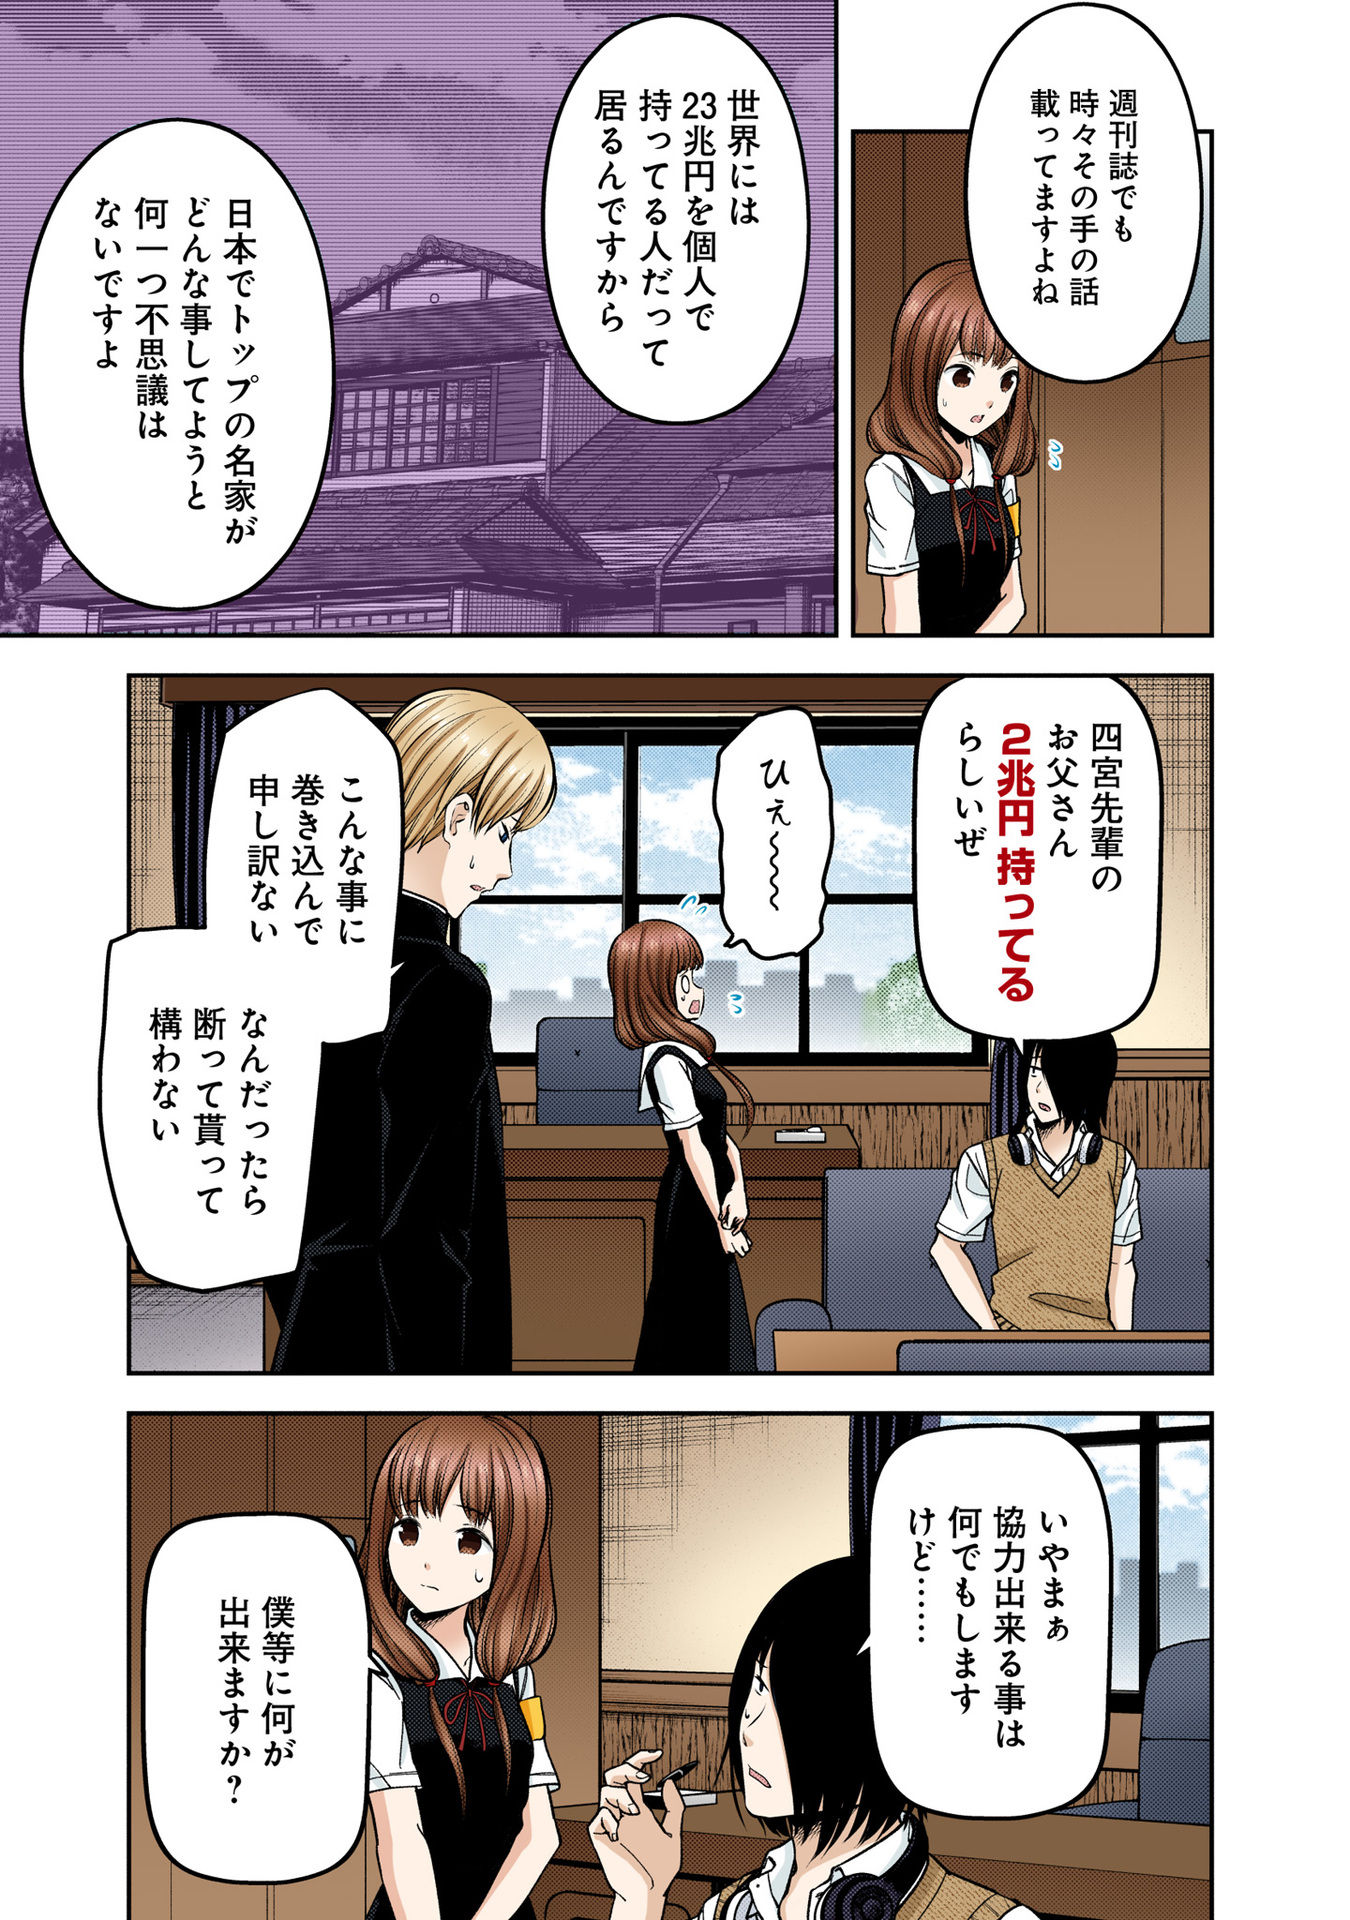 週刊誌でも
時々その手の話
載ってますよね
世界には
23兆円を個人で
持ってる人だって
居るんですから
日本でトップの名家が
どんな事してようと
何一つ不思議は
ないですよ
四宮先輩の
お父さん
2兆円 持ってる
らしいぜ
ひぇ〜〜〜
こんな事に
巻き込んで
申し訳ない
なんだったら
断って貰って
構わない
いやまぁ
協力出来る事は
何でもします
けど……
僕等に何が
出来ますか?